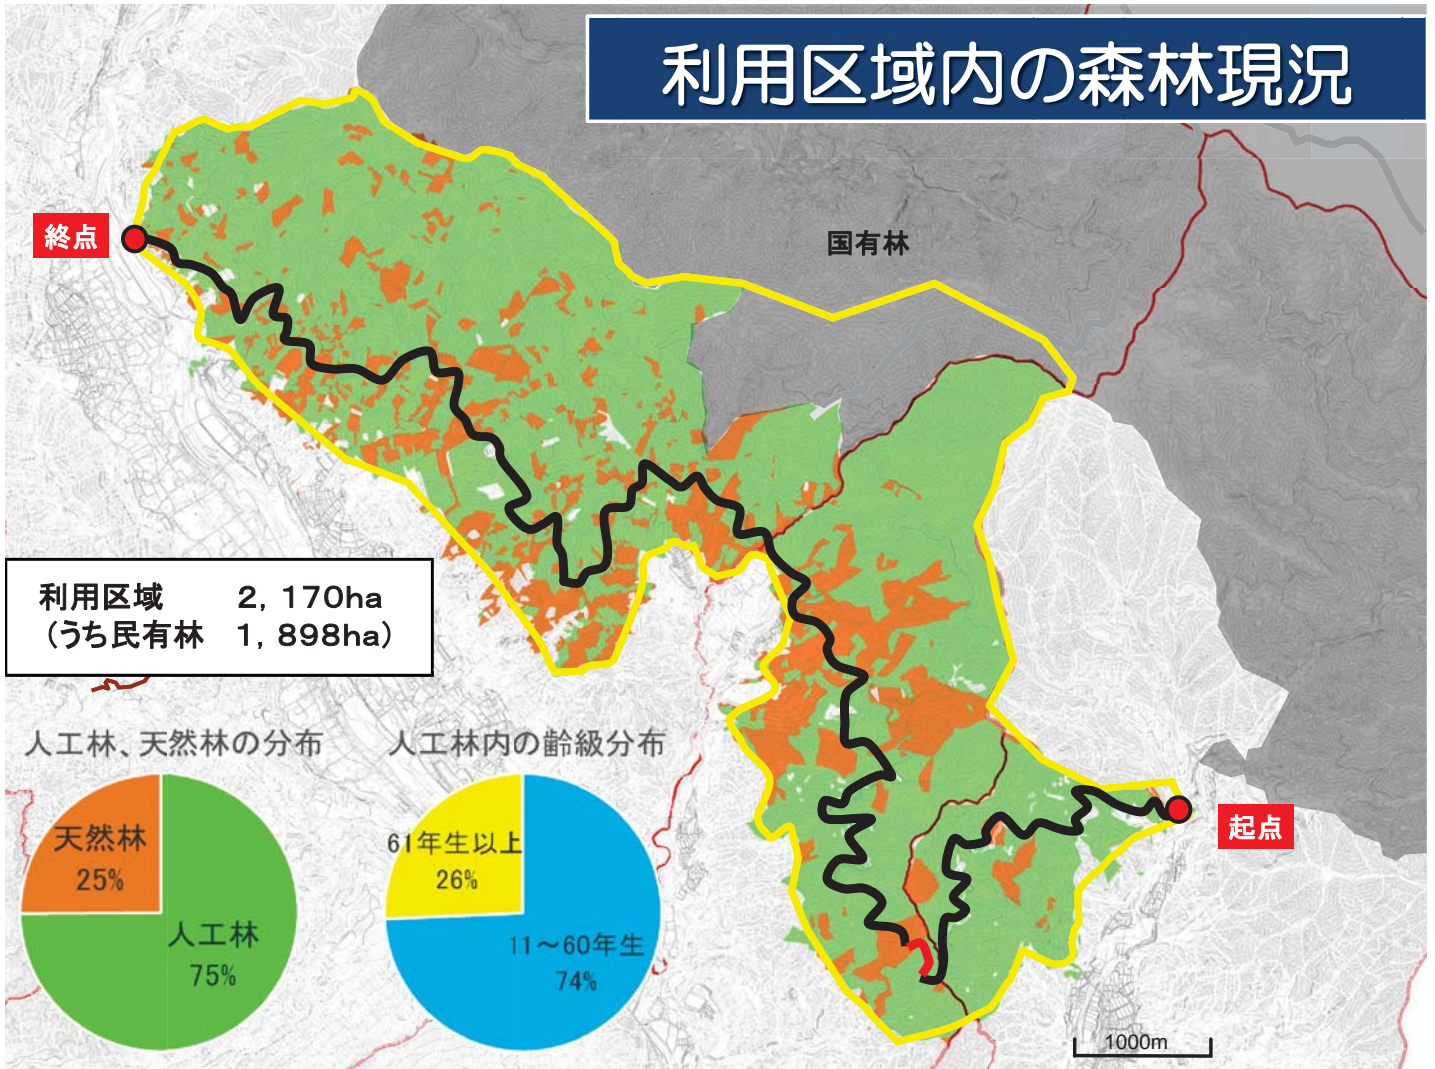 利用区域内の森林現況
国有林
終点
利用区域 2,170ha
（うち民有林 1,898ha）
人工林、天然林の分布
人工林内の齢級分布
天然林
25%
人工林
75%
61年生以上
26%
11～60年生
74%
起点
1000m